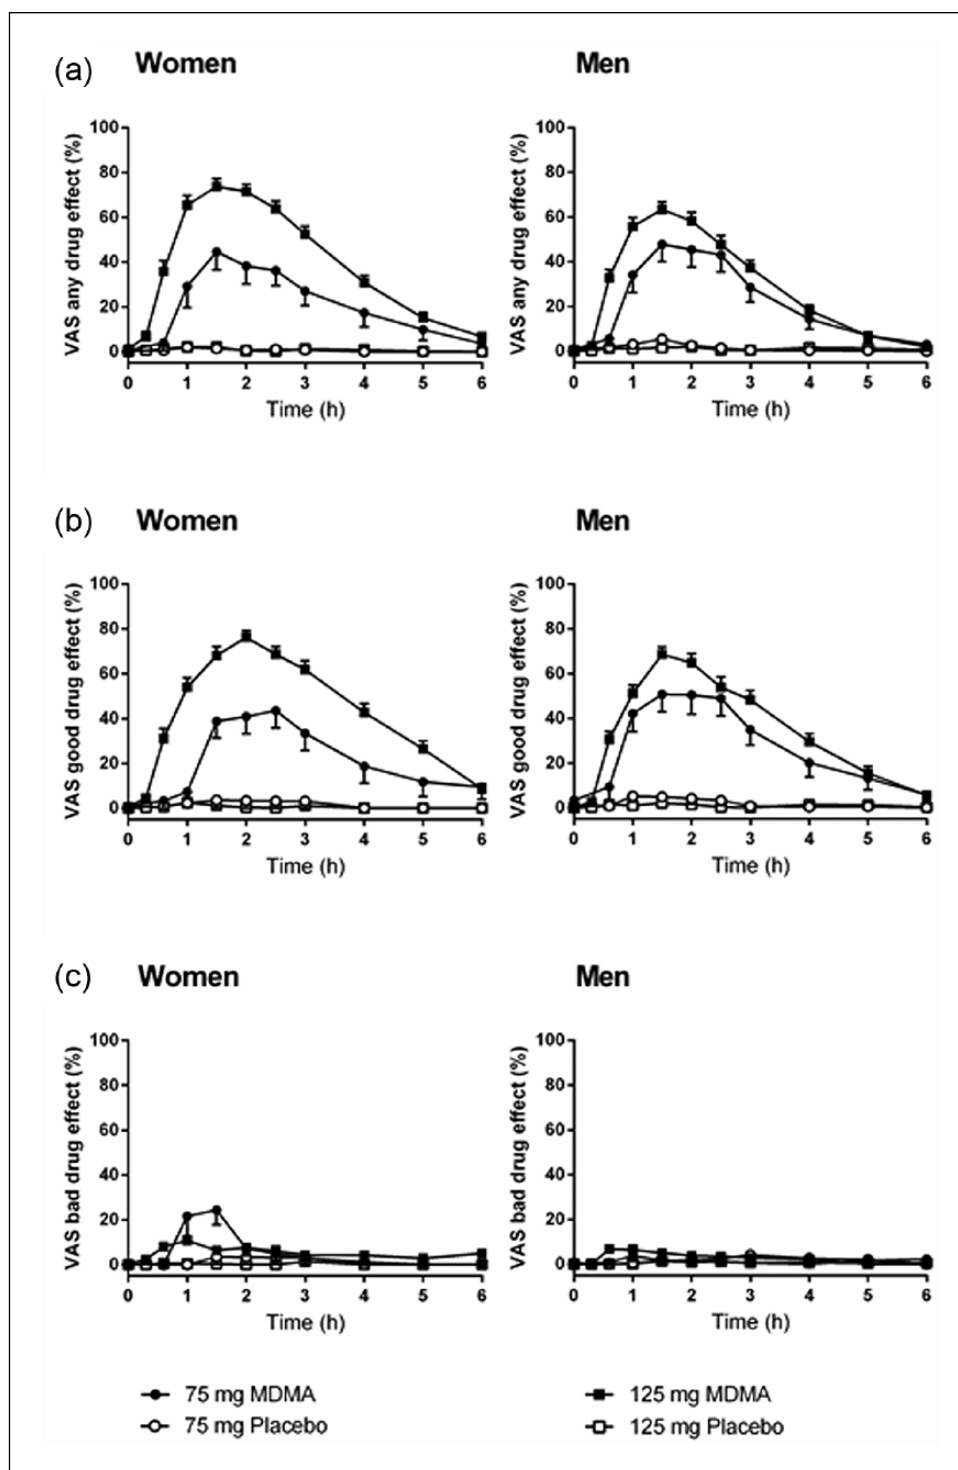 (a) Women Men
VAS any drug effect (%)
100
80
60
40
20
0
0 1 2 3 4 5 6
Time (h)
VAS any drug effect (%)
100
80
60
40
20
0
0 1 2 3 4 5 6
Time (h)
(b) Women Men
VAS good drug effect (%)
100
80
60
40
20
0
0 1 2 3 4 5 6
Time (h)
VAS good drug effect (%)
100
80
60
40
20
0
0 1 2 3 4 5 6
Time (h)
(c) Women Men
VAS bad drug effect (%)
100
80
60
40
20
0
0 1 2 3 4 5 6
Time (h)
VAS bad drug effect (%)
100
80
60
40
20
0
0 1 2 3 4 5 6
Time (h)
75 mg MDMA 125 mg MDMA
75 mg Placebo 125 mg Placebo